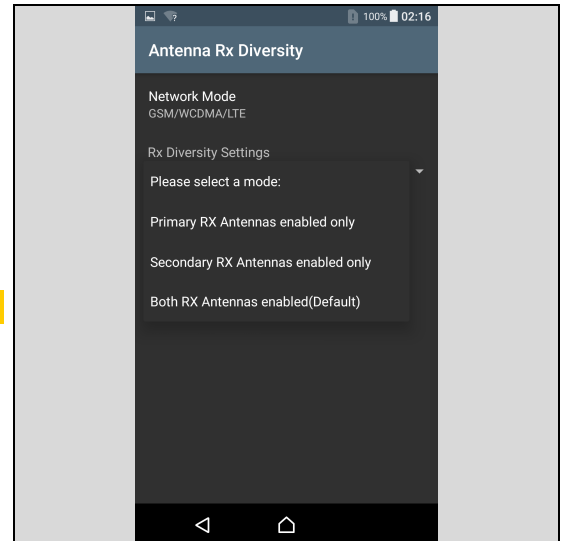 100% 02:16
Antenna Rx Diversity
Network Mode
GSM/WCDMA/LTE
Rx Diversity Settings
Please select a mode:
Primary RX Antennas enabled only
Secondary RX Antennas enabled only
Both RX Antennas enabled(Default)